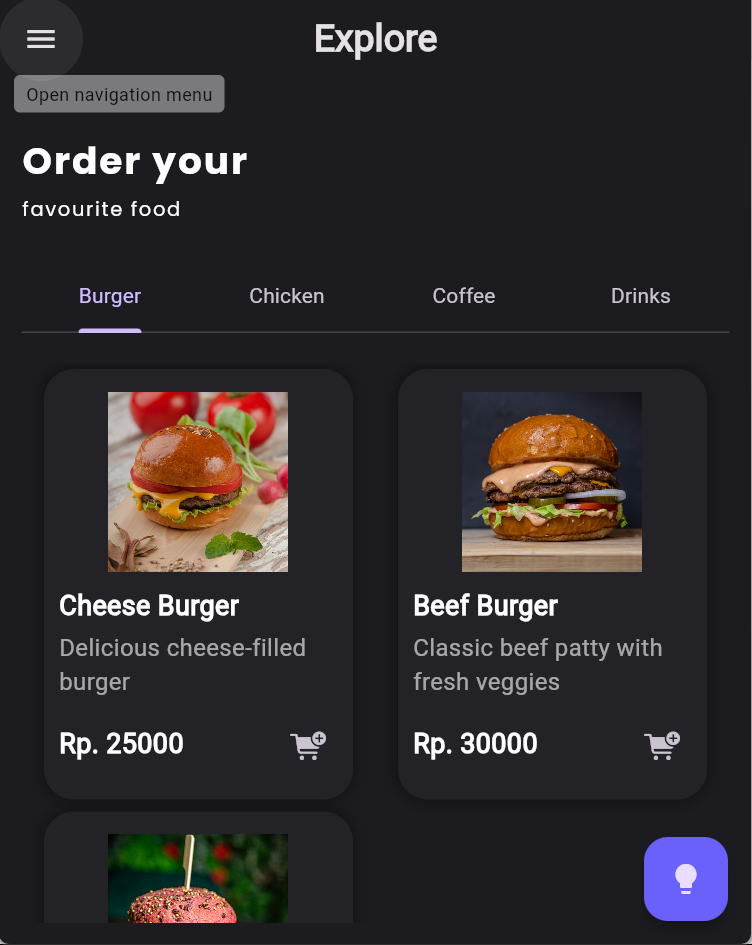 Explore
Open navigation menu
Order your
favourite food
Burger
Chicken
Coffee
Drinks
Cheese Burger
Delicious cheese-filled
burger
Rp. 25000
Beef Burger
Classic beef patty with
fresh veggies
Rp. 30000